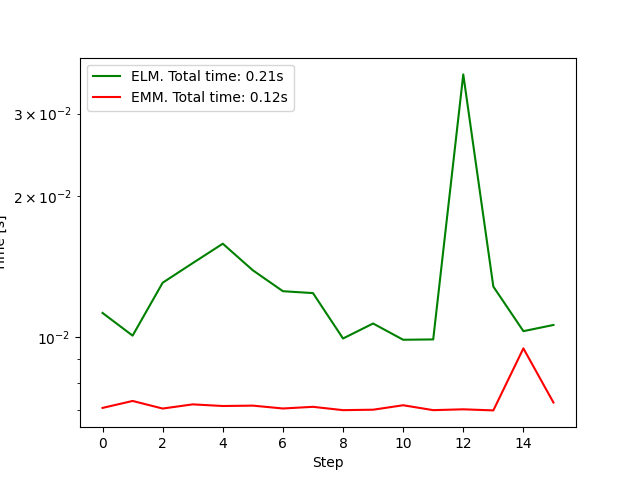 ELM. Total time: 0.21s
EMM. Total time: 0.12s
3 × 10⁻²
2 × 10⁻²
10⁻²
0 2 4 6 8 10 12 14
Step